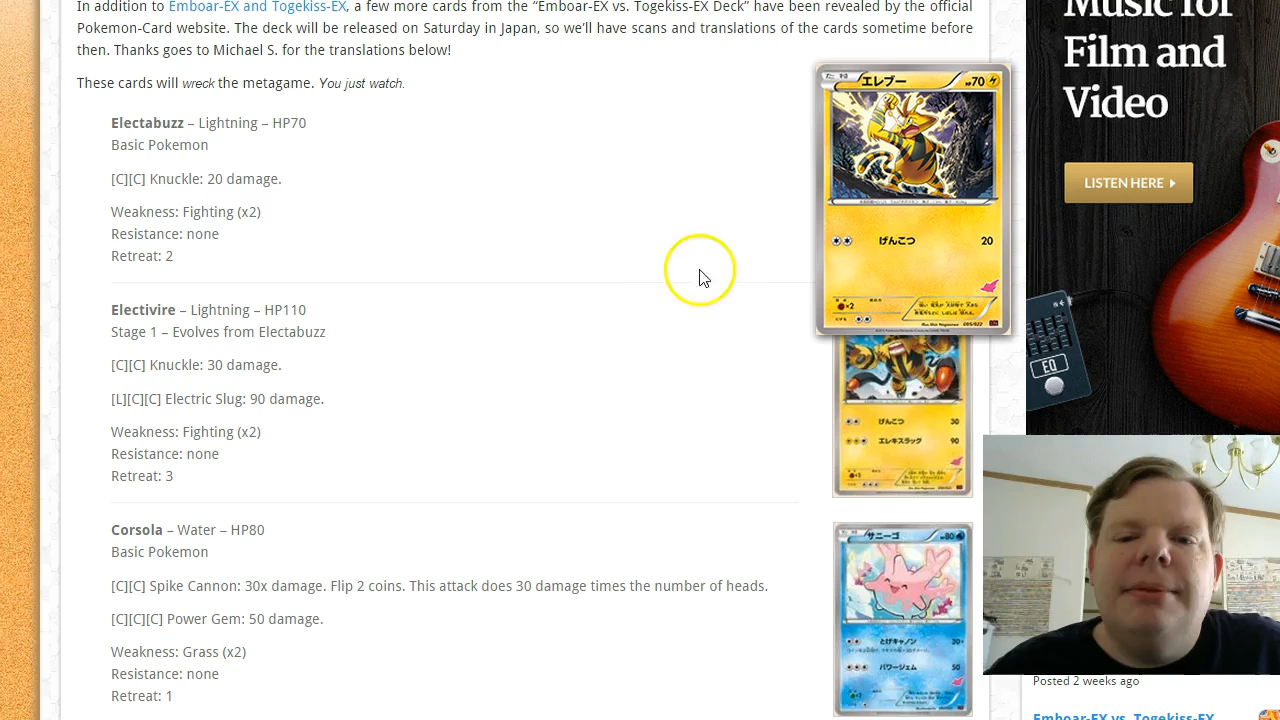 In addition to Emboar-EX and Togekiss-EX, a few more cards from the “Emboar-EX vs. Togekiss-EX Deck” have been revealed by the official
Pokemon-Card website. The deck will be released on Saturday in Japan, so we’ll have scans and translations of the cards sometime before
then. Thanks goes to Michael S. for the translations below!
These cards will wreck the metagame. You just watch.
Electabuzz – Lightning – HP70
Basic Pokemon
[C][C] Knuckle: 20 damage.
Weakness: Fighting (x2)
Resistance: none
Retreat: 2
エレブー
HP70
げんこつ
20
×2
Electivire – Lightning – HP110
Stage 1 – Evolves from Electabuzz
[C][C] Knuckle: 30 damage.
[L][C][C] Electric Slug: 90 damage.
Weakness: Fighting (x2)
Resistance: none
Retreat: 3
げんこつ
30
エレキスラッグ
90
Corsola – Water – HP80
Basic Pokemon
[C][C] Spike Cannon: 30x damage. Flip 2 coins. This attack does 30 damage times the number of heads.
[C][C][C] Power Gem: 50 damage.
Weakness: Grass (x2)
Resistance: none
Retreat: 1
サニーゴ
HP80
とげキャノン
パワージェム
50
Music for
Film and
Video
LISTEN HERE
EQ
Posted 2 weeks ago
Emboar-EX vs. Togekiss-EX